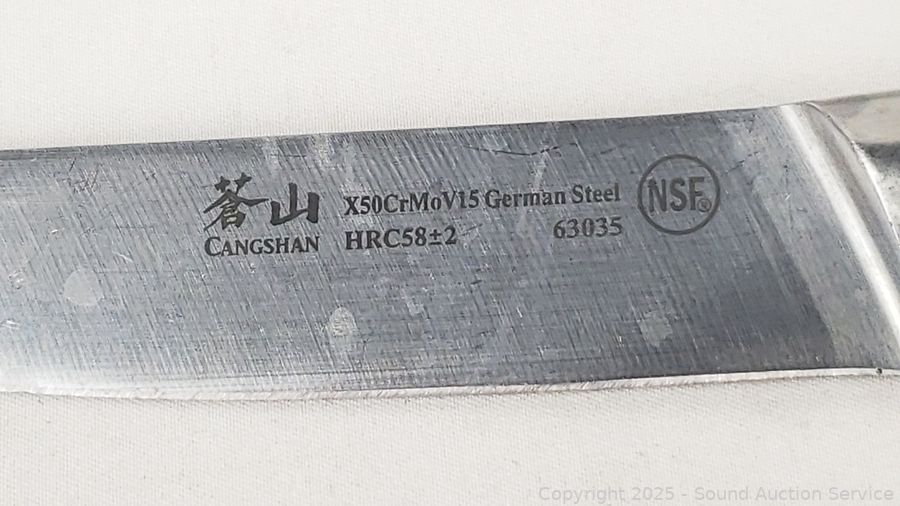 蒼山 X50CrMoV15 German Steel NSF®
CANGSHAN HRC58±2 63035
Copyright 2025 - Sound Auction Service